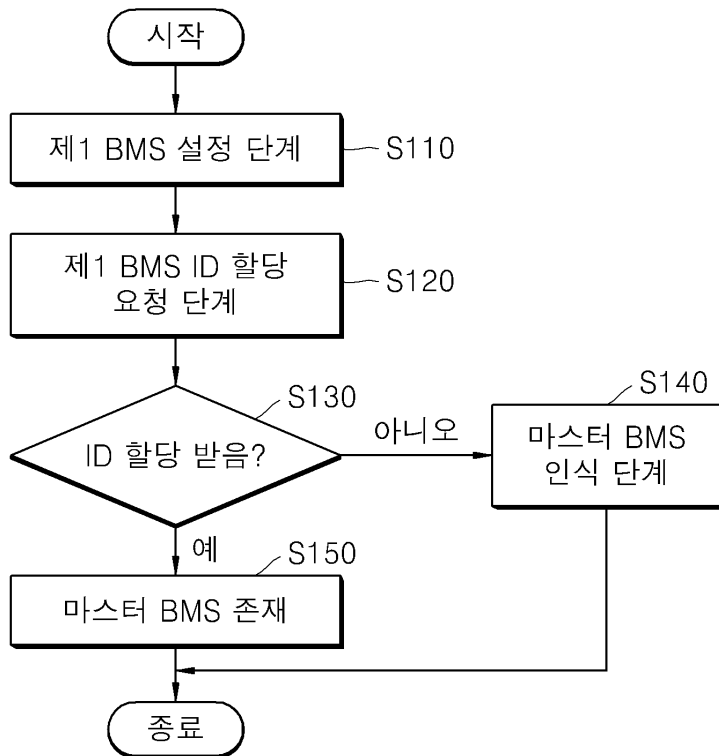 시작
제1 BMS 설정 단계
S110
제1 BMS ID 할당
요청 단계
S120
S130
ID 할당 받음?
아니오
S140
마스터 BMS
인식 단계
예
S150
마스터 BMS 존재
종료